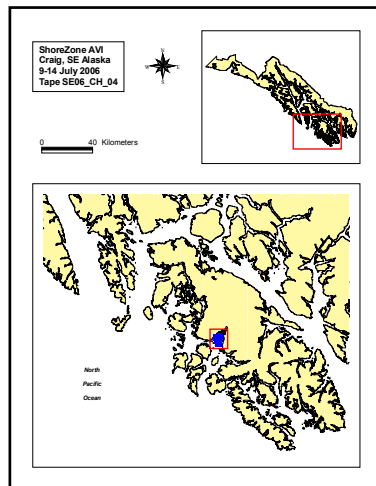 ShoreZone AVI
Craig, SE Alaska
9-14 July 2006
Tape SE06_CH_04
N
W
E
S
0
40 Kilometers
North
Pacific
Ocean